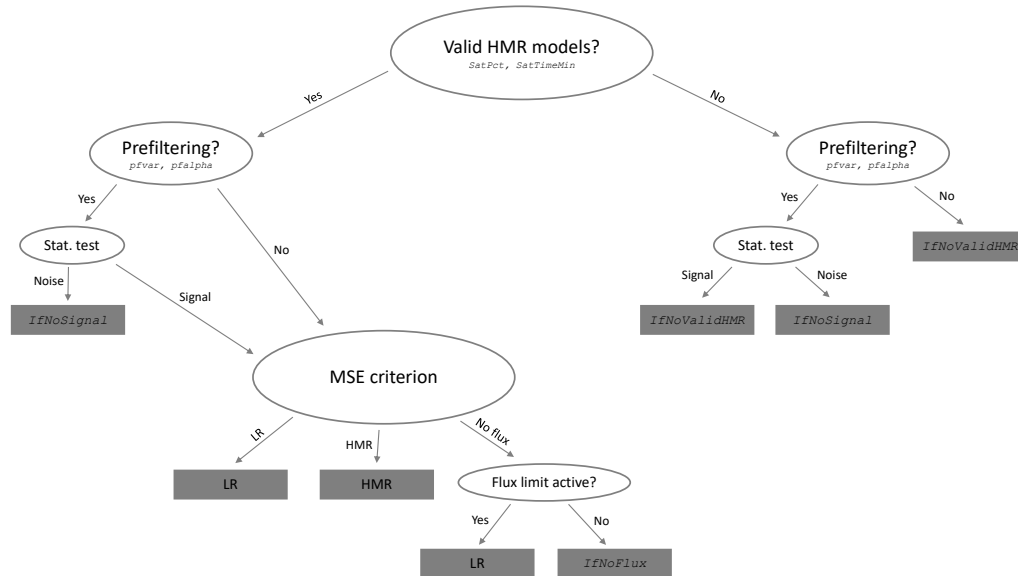 Valid HMR models?
SatPct, SatTimeMin
Yes
No
Prefiltering?
pfvar, pfalpha
Prefiltering?
pfvar, pfalpha
Yes
No
Yes
No
Stat. test
Stat. test
IfNoValidHMR
Noise
Signal
Signal
Noise
IfNoSignal
IfNoValidHMR
IfNoSignal
MSE criterion
LR
HMR
No flux
LR
HMR
Flux limit active?
Yes
No
LR
IfNoFlux